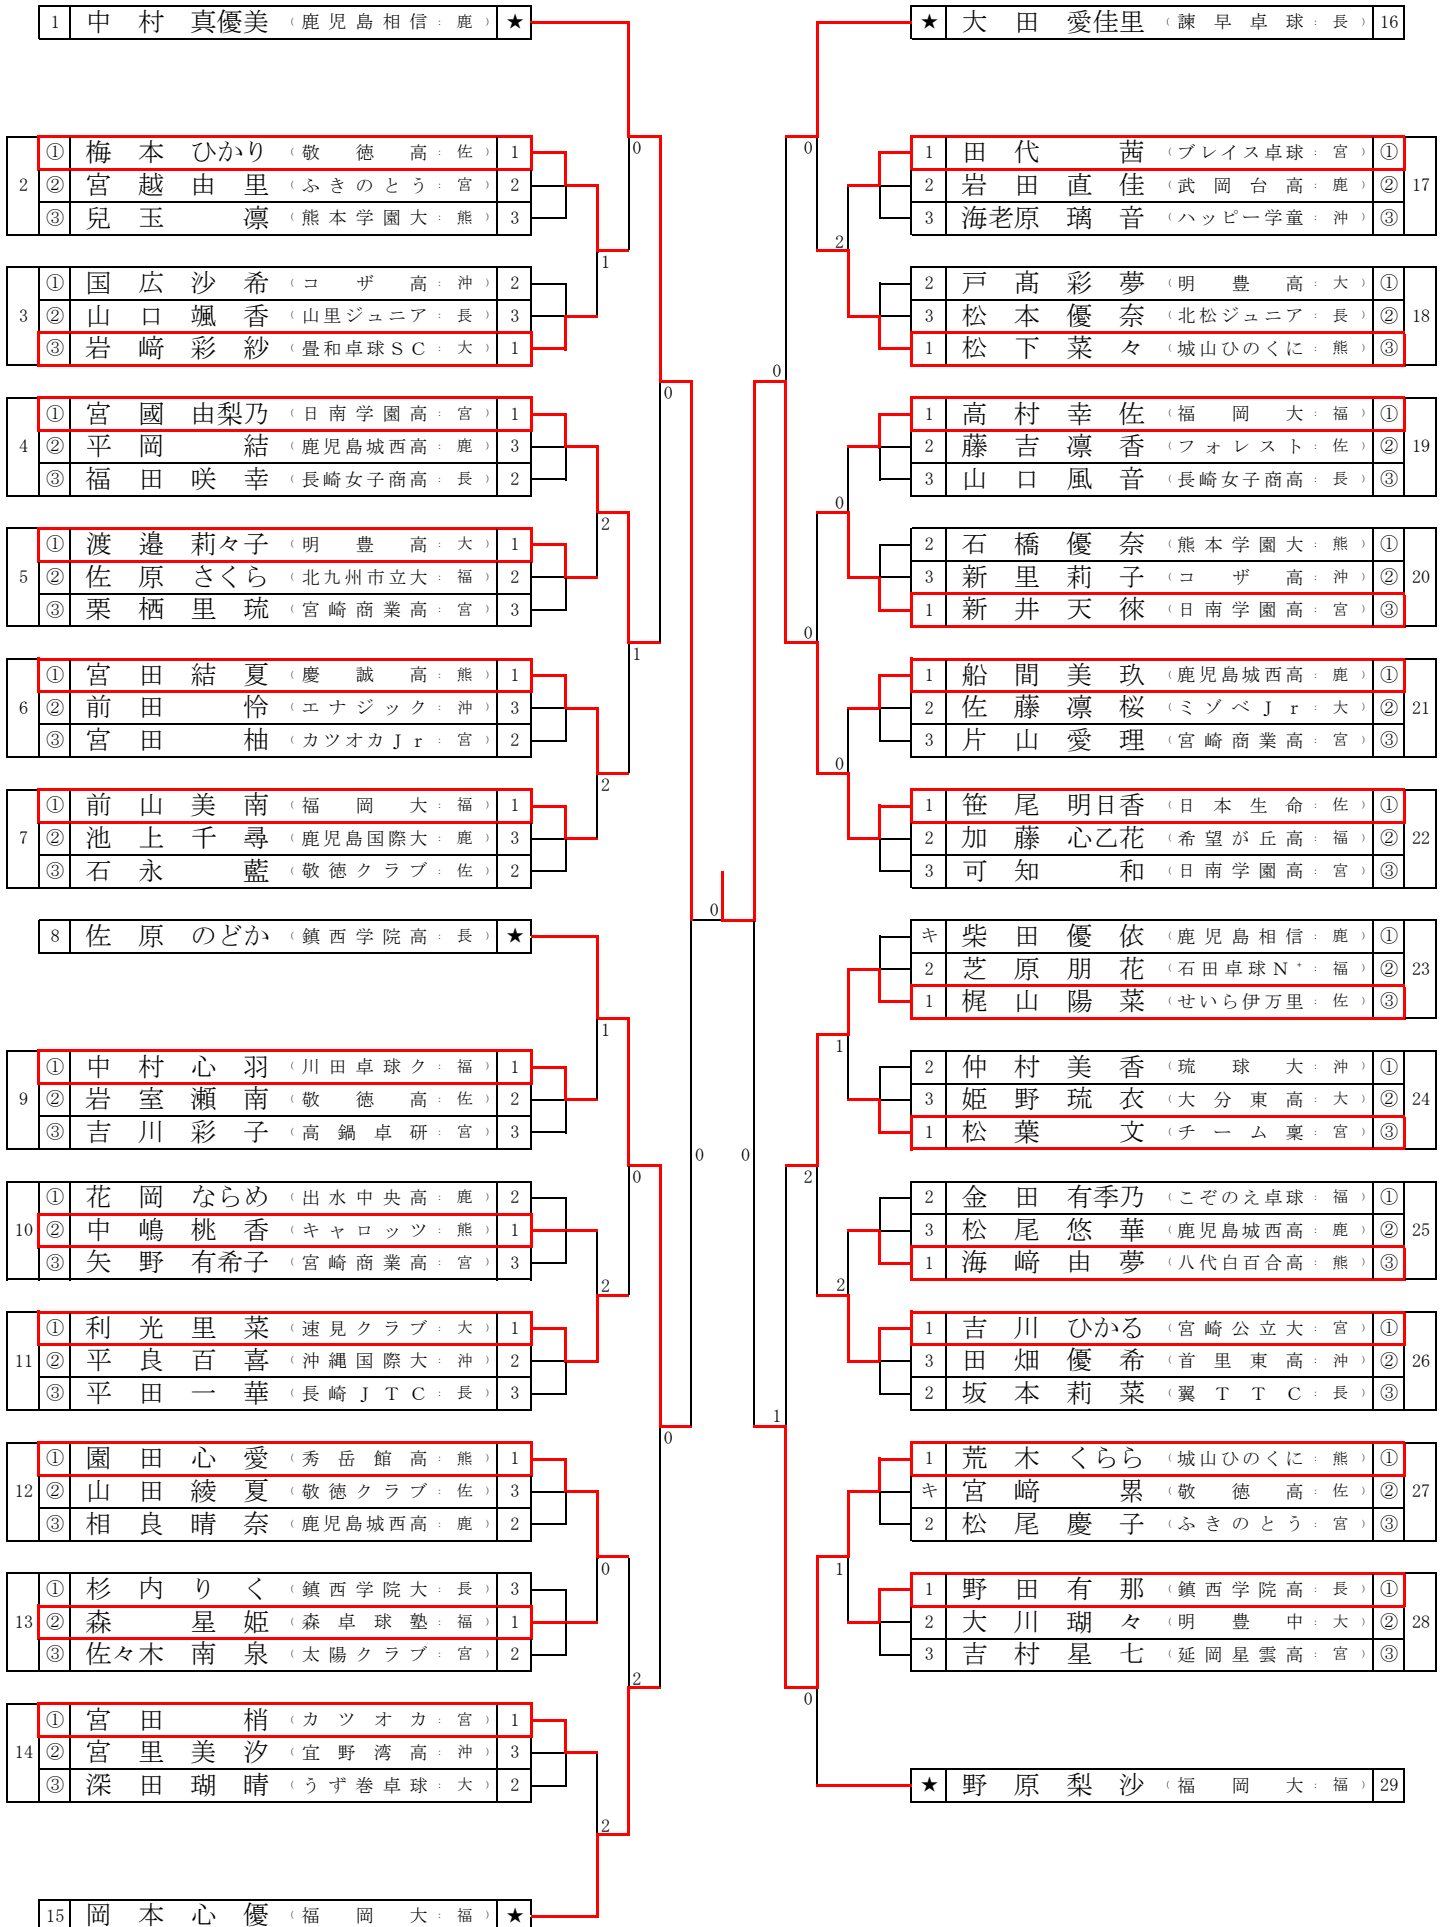 1 中村 真優美 （鹿児島相信：鹿） ★
2
① 梅本 ひかり （敬徳高：佐） 1
② 宮越 由里 （ふきのとう：宮） 2
③ 兒玉 凛 （熊本学園大：熊） 3
3
① 国広 沙希 （コザ高：沖） 2
② 山口 颯香 （山里ジュニア：長） 3
③ 岩﨑 彩紗 （畳和卓球ＳＣ：大） 1
4
① 宮國 由梨乃 （日南学園高：宮） 1
② 平岡 結 （鹿児島城西高：鹿） 3
③ 福田 咲幸 （長崎女子商高：長） 2
5
① 渡邉 莉々子 （明豊高：大） 1
② 佐原 さくら （北九州市立大：福） 2
③ 栗栖 里琉 （宮崎商業高：宮） 3
6
① 宮田 結夏 （慶誠高：熊） 1
② 前田 怜 （エナジック：沖） 3
③ 宮田 柚 （カツオカＪｒ：宮） 2
7
① 前山 美南 （福岡大：福） 1
② 池上 千尋 （鹿児島国際大：鹿） 3
③ 石永 藍 （敬徳クラブ：佐） 2
8 佐原 のどか （鎮西学院高：長） ★
9
① 中村 心羽 （川田卓球ク：福） 1
② 岩室 瀬南 （敬徳高：佐） 2
③ 吉川 彩子 （高鍋卓研：宮） 3
10
① 花岡 ならめ （出水中央高：鹿） 2
② 中嶋 桃香 （キャロッツ：熊） 1
③ 矢野 有希子 （宮崎商業高：宮） 3
11
① 利光 里菜 （速見クラブ：大） 1
② 平良 百喜 （沖縄国際大：沖） 2
③ 平田 一華 （長崎ＪＴＣ：長） 3
12
① 園田 心愛 （秀岳館高：熊） 1
② 山田 綾夏 （敬徳クラブ：佐） 3
③ 相良 晴奈 （鹿児島城西高：鹿） 2
13
① 杉内 りく （鎮西学院大：長） 3
② 森 星姫 （森卓球塾：福） 1
③ 佐々木 南泉 （太陽クラブ：宮） 2
14
① 宮田 梢 （カツオカ：宮） 1
② 宮里 美汐 （宜野湾高：沖） 3
③ 深田 瑚晴 （うず巻卓球：大） 2
15 岡本 心優 （福岡大：福） ★
0
1
0
2
1
2
1
0
2
0
0
2
2
0
0
0
★ 大田 愛佳里 （諫早卓球：長） 16
1 田代 茜 （ブレイス卓球：宮） ①
2 岩田 直佳 （武岡台高：鹿） ②
3 海老原 璃音 （ハッピー学童：沖） ③
17
2 戸髙 彩夢 （明豊高：大） ①
3 松本 優奈 （北松ジュニア：長） ②
1 松下 菜々 （城山ひのくに：熊） ③
18
1 高村 幸佐 （福岡大：福） ①
2 藤吉 凛香 （フォレスト：佐） ②
3 山口 風音 （長崎女子商高：長） ③
19
2 石橋 優奈 （熊本学園大：熊） ①
3 新里 莉子 （コザ高：沖） ②
1 新井 天徠 （日南学園高：宮） ③
20
1 船間 美玖 （鹿児島城西高：鹿） ①
2 佐藤 凛桜 （ミゾベＪｒ：大） ②
3 片山 愛理 （宮崎商業高：宮） ③
21
1 笹尾 明日香 （日本生命：佐） ①
2 加藤 心乙花 （希望が丘高：福） ②
3 可知 和 （日南学園高：宮） ③
22
キ 柴田 優依 （鹿児島相信：鹿） ①
2 芝原 朋花 （石田卓球Ｎ⁺：福） ②
1 梶山 陽菜 （せいら伊万里：佐） ③
23
2 仲村 美香 （琉球大：沖） ①
3 姫野 琉衣 （大分東高：大） ②
1 松葉 文 （チーム稟：宮） ③
24
2 金田 有季乃 （こぞのえ卓球：福） ①
3 松尾 悠華 （鹿児島城西高：鹿） ②
1 海﨑 由夢 （八代白百合高：熊） ③
25
1 吉川 ひかる （宮崎公立大：宮） ①
3 田畑 優希 （首里東高：沖） ②
2 坂本 莉菜 （翼ＴＴＣ：長） ③
26
1 荒木 くらら （城山ひのくに：熊） ①
キ 宮﨑 累 （敬徳高：佐） ②
2 松尾 慶子 （ふきのとう：宮） ③
27
1 野田 有那 （鎮西学院高：長） ①
2 大川 瑚々 （明豊中：大） ②
3 吉村 星七 （延岡星雲高：宮） ③
28
★ 野原 梨沙 （福岡大：福） 29
0
2
0
0
0
0
1
2
2
1
1
0